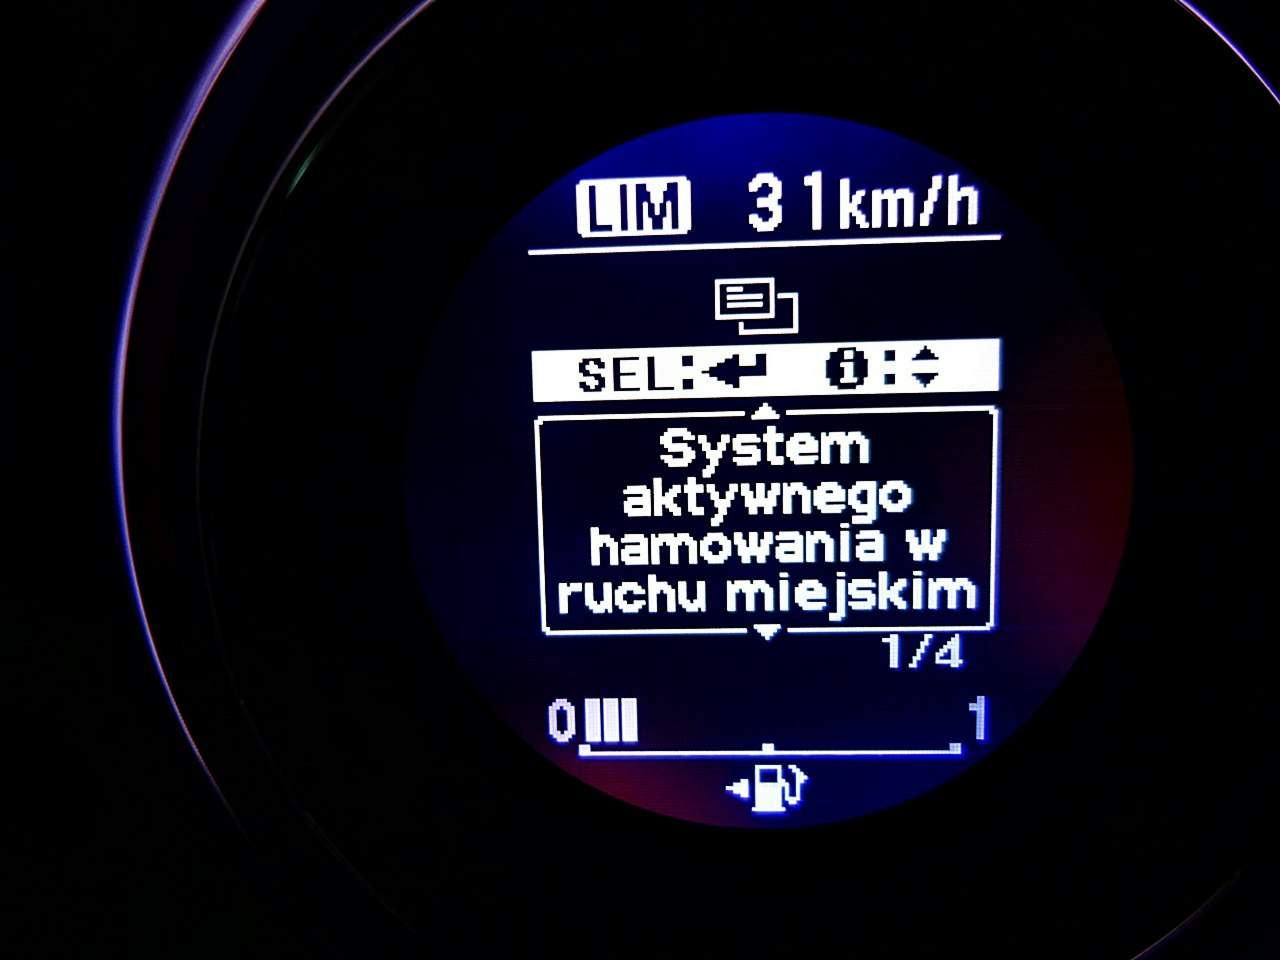 LIM 31km/h
SEL: i:
System
aktywnego
hamowania w
ruchu miejskim
1/4
0 1